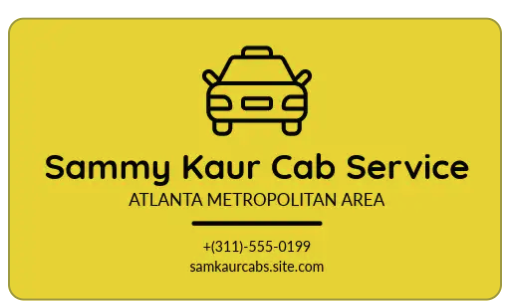 Sammy Kaur Cab Service
ATLANTA METROPOLITAN AREA
+(311)-555-0199
samkaurcabs.site.com